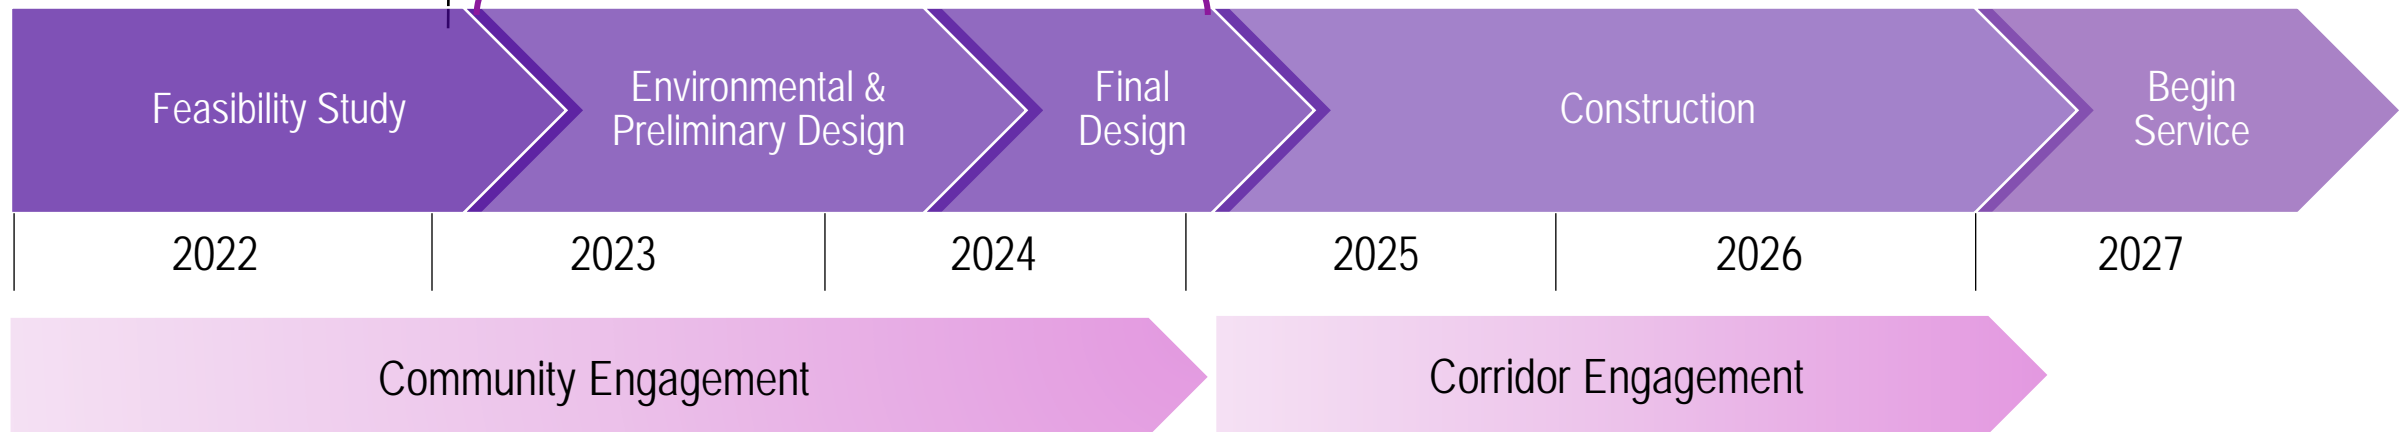 Feasibility Study
Environmental &
Preliminary Design
Final
Design
Construction
Begin
Service
2022
2023
2024
2025
2026
2027
Community Engagement
Corridor Engagement